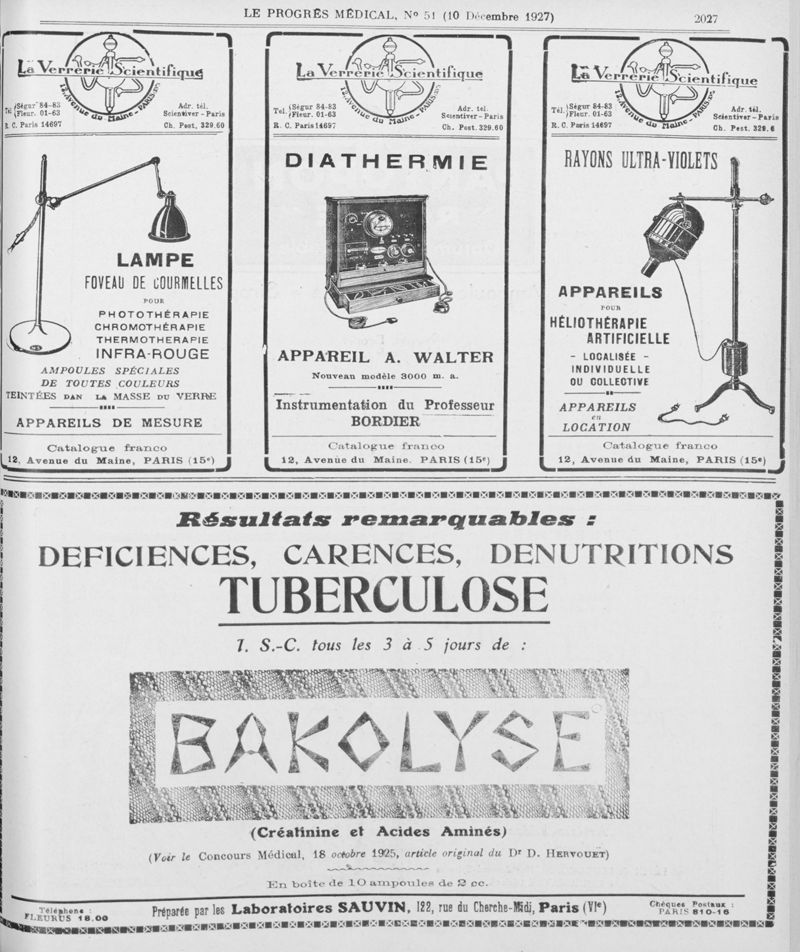 LE PROGRÈS MÉDICAL, Nº 51 (10 Décembre 1927)
2027
La Verrerie Scientifique
12, Avenue du Maine-PARIS XVe
Tél. (Ségur 84-83
(Fleur. 01-63
R. C. Paris 14697
Adr. tél.
Scientiver-Paris
Ch. Post. 329.60
LAMPE
FOVEAU DE COURMELLES
POUR
PHOTOTHÉRAPIE
CHROMOTHÉRAPIE
THERMOTHERAPIE
INFRA-ROUGE
AMPOULES SPÉCIALES
DE TOUTES COULEURS
TEINTÉES DAN LA MASSE DU VERRE
APPAREILS DE MESURE
Catalogue franco
12, Avenue du Maine, PARIS (15e)
La Verrerie Scientifique
12, Avenue du Maine-PARIS XVe
Tél. (Ségur 84-83
(Fleur. 01-63
R. C. Paris 14697
Adr. tél.
Scientiver-Paris
Ch. Post. 329.60
DIATHERMIE
APPAREIL A. WALTER
Nouveau modèle 3000 m. a.
Instrumentation du Professeur
BORDIER
Catalogue franco
12, Avenue du Maine. PARIS (15e)
La Verrerie Scientifique
12, Avenue du Maine-PARIS XVe
Tél. (Ségur 84-83
(Fleur. 01-63
R. C. Paris 14697
Adr. tél.
Scientiver-Paris
Ch. Post. 329.6
RAYONS ULTRA-VIOLETS
APPAREILS
POUR
HÉLIOTHÉRAPIE
ARTIFICIELLE
- LOCALISÉE -
INDIVIDUELLE
OU COLLECTIVE
APPAREILS
en
LOCATION
Catalogue franco
12, Avenue du Maine, PARIS (15e)
Résultats remarquables :
DEFICIENCES, CARENCES, DENUTRITIONS
TUBERCULOSE
1. S.-C. tous les 3 à 5 jours de :
BAKOLYSE
(Créatinine et Acides Aminés)
(Voir le Concours Médical, 18 octobre 1925, article original du Dr D. HERVOUET)
En boîte de 10 ampoules de 2 cc.
Téléphone :
FLEURUS 18.00
Préparée par les Laboratoires SAUVIN, 122, rue du Cherche-Midi, Paris (VIe)
Chèques Postaux :
PARIS 810-16